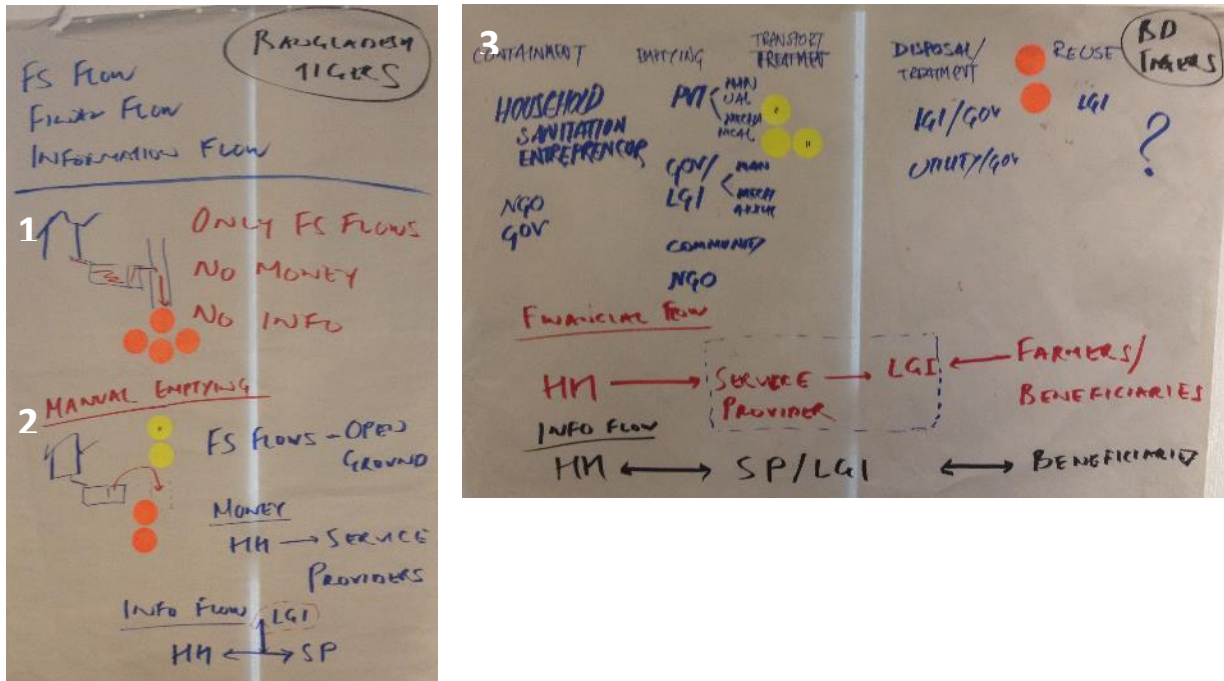 BANGLADESH
TIGERS
FS FLOW
FINAN FLOW
INFORMATION FLOW
1
ONLY FS FLOWS
NO MONEY
NO INFO
MANUAL EMPTYING
2
FS FLOWS - OPEN
GROUND
MONEY
HH → SERVICE
PROVIDERS
INFO FLOW LGI
HH ↔ SP
3
BD
TIGERS
CONTAINMENT EMPTYING TRANSPORT/
TREATMENT
DISPOSAL/
TREATMENT
REUSE
HOUSEHOLD
SANITATION
ENTREPRENEOR
NGO
GOV
PVT
MAN
UAL
MECHA
NICAL
GOV/
LGI
MAN
COMMUNITY
NGO
LGI/GOV
UTILITY/GOV
LGI
?
FINANCIAL FLOW
HH → SERVICE
PROVIDER
→ LGI ← FARMERS/
BENEFICIARIES
INFO FLOW
HH ↔ SP/LGI ↔ BENEFICIARIES